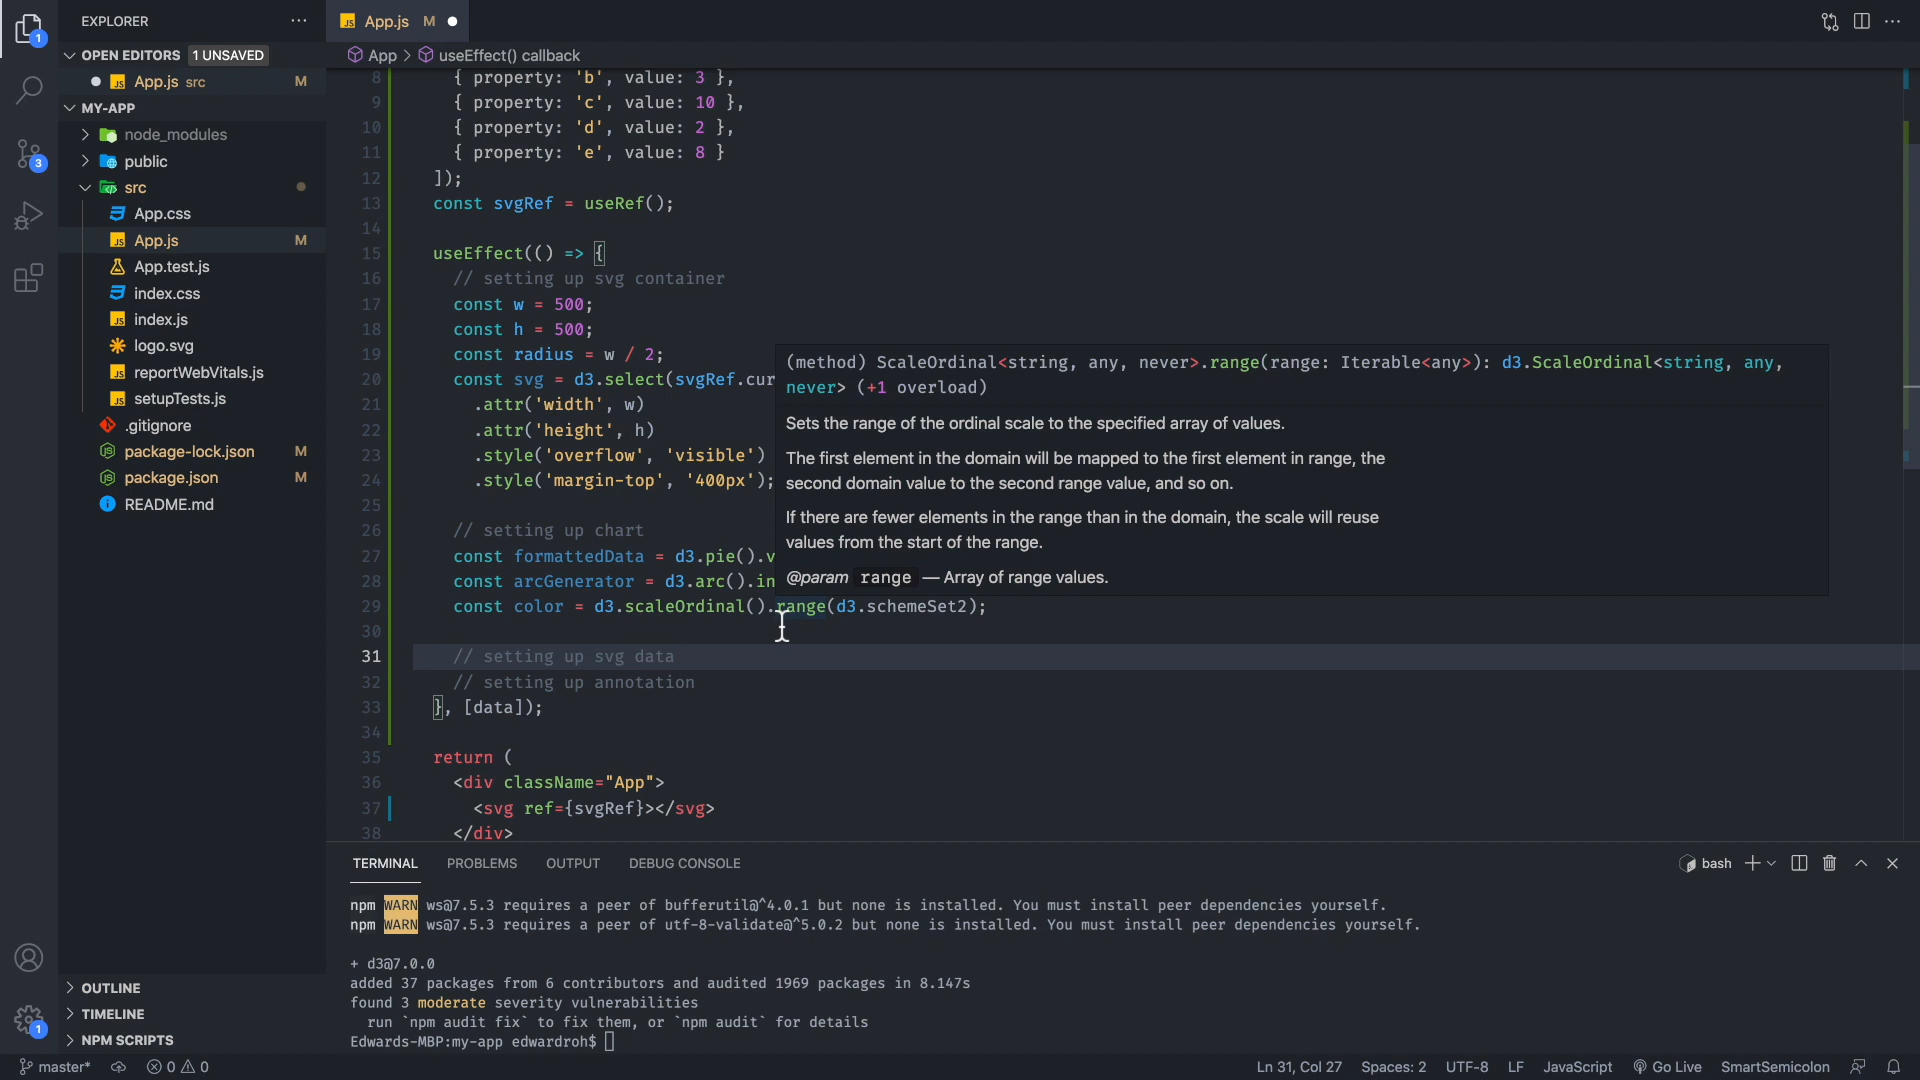 EXPLORER
OPEN EDITORS 1 UNSAVED
App.js src M
MY-APP
node_modules
public
src
App.css
App.js M
App.test.js
index.css
index.js
logo.svg
reportWebVitals.js
setupTests.js
.gitignore
package-lock.json M
package.json M
README.md
OUTLINE
TIMELINE
NPM SCRIPTS
1
3
1
App.js M
App > useEffect() callback
8 { property: 'b', value: 3 },
9 { property: 'c', value: 10 },
10 { property: 'd', value: 2 },
11 { property: 'e', value: 8 }
12 ]);
13 const svgRef = useRef();
14
15 useEffect(() => {
16 // setting up svg container
17 const w = 500;
18 const h = 500;
19 const radius = w / 2;
20 const svg = d3.select(svgRef.cur
21 .attr('width', w)
22 .attr('height', h)
23 .style('overflow', 'visible')
24 .style('margin-top', '400px');
25
26 // setting up chart
27 const formattedData = d3.pie().v
28 const arcGenerator = d3.arc().in
29 const color = d3.scaleOrdinal().range(d3.schemeSet2);
30
31 // setting up svg data
32 // setting up annotation
33 }, [data]);
34
35 return (
36 <div className="App">
37 <svg ref={svgRef}></svg>
38 </div>
(method) ScaleOrdinal<string, any, never>.range(range: Iterable<any>): d3.ScaleOrdinal<string, any,
never> (+1 overload)
Sets the range of the ordinal scale to the specified array of values.
The first element in the domain will be mapped to the first element in range, the
second domain value to the second range value, and so on.
If there are fewer elements in the range than in the domain, the scale will reuse
values from the start of the range.
@param range — Array of range values.
TERMINAL PROBLEMS OUTPUT DEBUG CONSOLE
bash
npm WARN ws@7.5.3 requires a peer of bufferutil@^4.0.1 but none is installed. You must install peer dependencies yourself.
npm WARN ws@7.5.3 requires a peer of utf-8-validate@^5.0.2 but none is installed. You must install peer dependencies yourself.
+ d3@7.0.0
added 37 packages from 6 contributors and audited 1969 packages in 8.147s
found 3 moderate severity vulnerabilities
run `npm audit fix` to fix them, or `npm audit` for details
Edwards-MBP:my-app edwardroh$
master* 0 0 Ln 31, Col 27 Spaces: 2 UTF-8 LF JavaScript Go Live SmartSemicolon